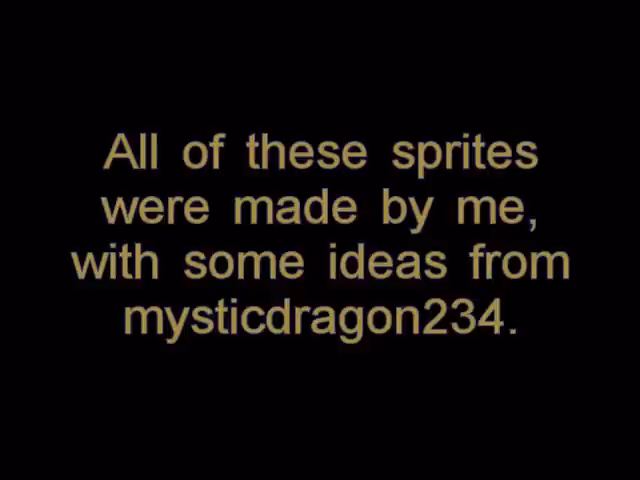 All of these sprites
were made by me,
with some ideas from
mysticdragon234.